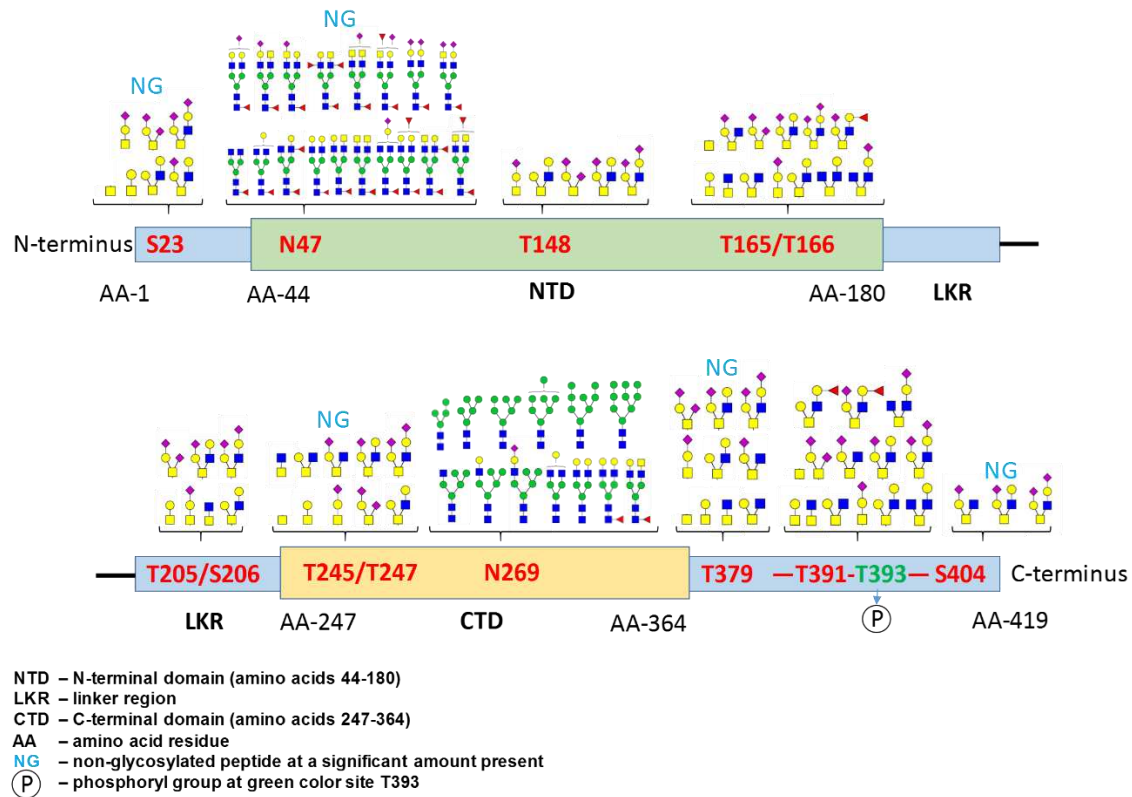 NG
NG
N-terminus S23 N47 T148 T165/T166
AA-1 AA-44 NTD AA-180 LKR
NG
NG
NG
T205/S206 T245/T247 N269 T379 —T391-T393— S404 C-terminus
LKR AA-247 CTD AA-364 P AA-419
NTD – N-terminal domain (amino acids 44-180)
LKR – linker region
CTD – C-terminal domain (amino acids 247-364)
AA – amino acid residue
NG – non-glycosylated peptide at a significant amount present
P – phosphoryl group at green color site T393